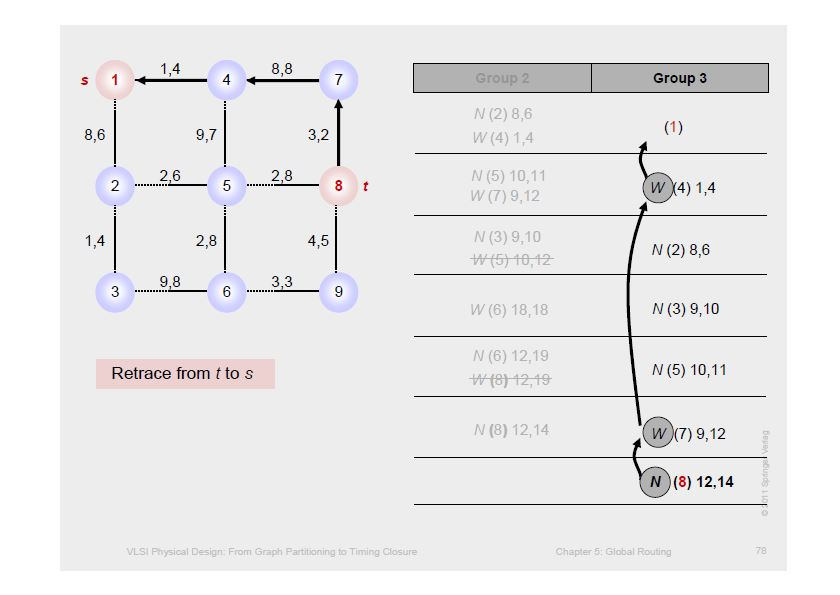 s 1 1,4 4 8,8 7
8,6 9,7 3,2
2 2,6 5 2,8 8 t
1,4 2,8 4,5
3 9,8 6 3,3 9
Retrace from t to s
Group 2 Group 3
N (2) 8,6
W (4) 1,4
(1)
N (5) 10,11
W (7) 9,12
W (4) 1,4
N (3) 9,10
W (5) 10,12
N (2) 8,6
W (6) 18,18
N (3) 9,10
N (6) 12,19
W (8) 12,19
N (5) 10,11
N (8) 12,14
W (7) 9,12
N (8) 12,14
© 2011 Springer Verlag
VLSI Physical Design: From Graph Partitioning to Timing Closure Chapter 5: Global Routing 78